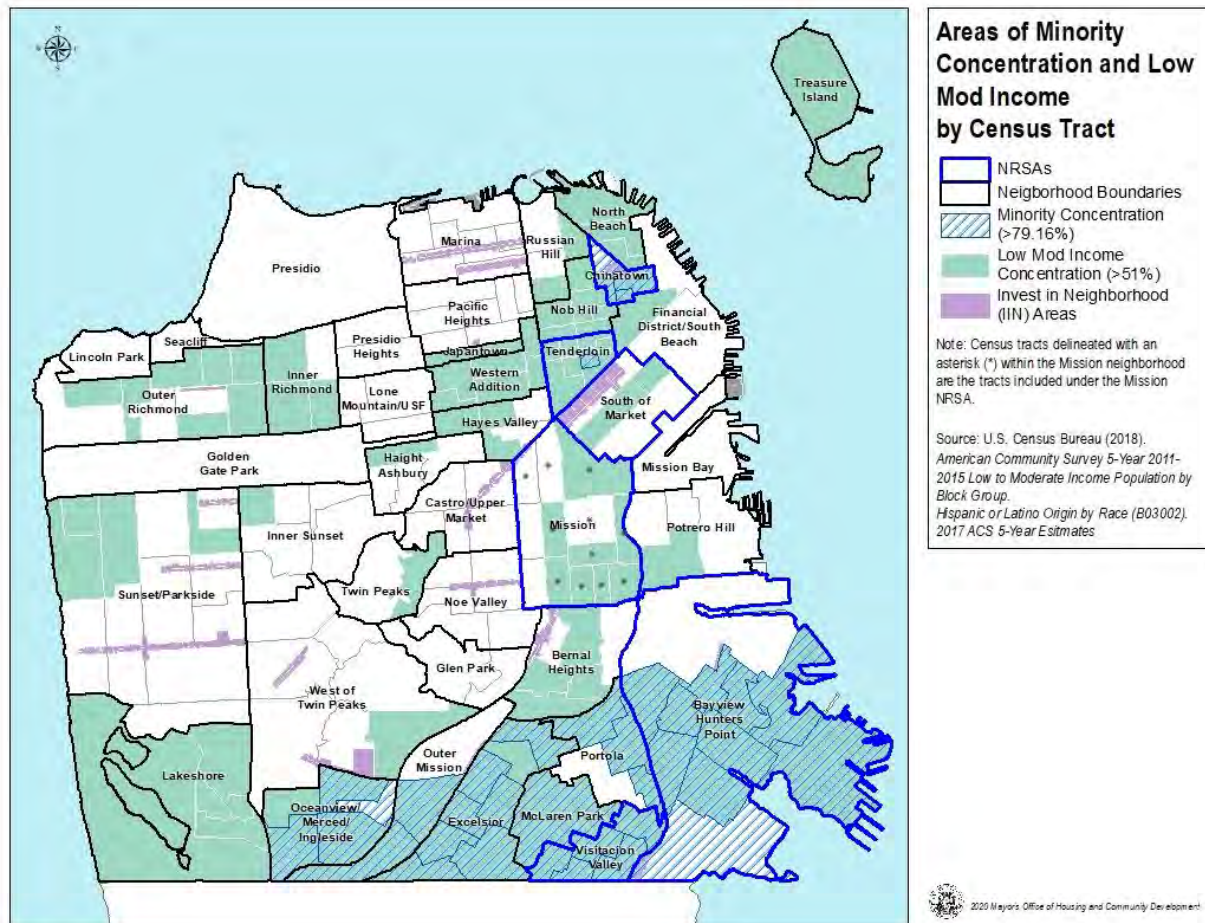 Areas of Minority
Concentration and Low
Mod Income
by Census Tract
NRSAs
Neigborhood Boundaries
Minority Concentration
(>79.16%)
Low Mod Income
Concentration (>51%)
Invest in Neighborhood
(IIN) Areas
Note: Census tracts delineated with an
asterisk (*) within the Mission neighborhood
are the tracts included under the Mission
NRSA.
Source: U.S. Census Bureau (2018).
American Community Survey 5-Year 2011-
2015 Low to Moderate Income Population by
Block Group.
Hispanic or Latino Origin by Race (B03002).
2017 ACS 5-Year Esitmates
2020 Mayor's Office of Housing and Community Development
Treasure
Island
North
Beach
Marina
Russian
Hill
Presidio
Chinatown
Pacific
Heights
Nob Hill
Financial
District/South
Beach
Seacliff
Lincoln Park
Presidio
Heights
Japantown
Tenderloin
Inner
Richmond
Western
Addition
Outer
Richmond
Lone
Mountain/USF
South of
Market
Hayes Valley
Golden
Gate Park
Haight
Ashbury
Mission Bay
Castro/Upper
Market
Mission
Potrero Hill
Inner Sunset
Sunset/Parkside
Twin Peaks
Noe Valley
Glen Park
Bernal
Heights
West of
Twin Peaks
Bayview
Hunters
Point
Outer
Mission
Portola
Lakeshore
Oceanview/
Merced/
Ingleside
Excelsior
McLaren Park
Visitacion
Valley